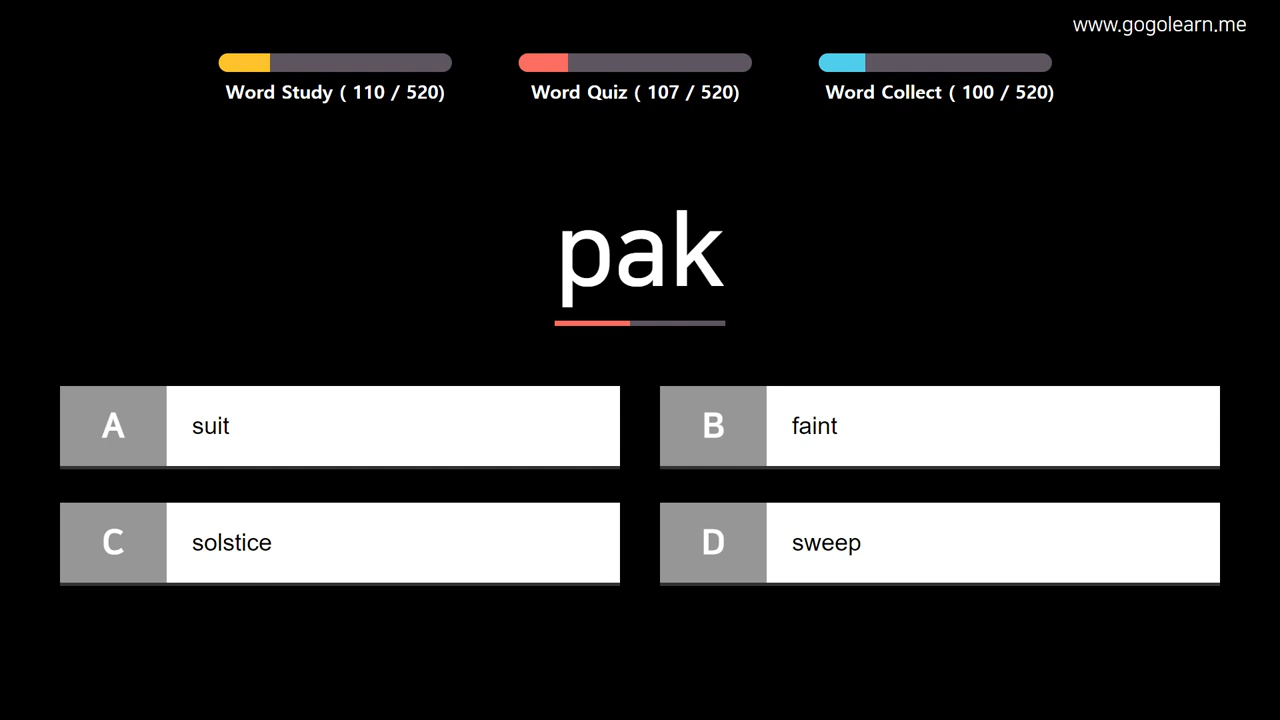 www.gogolearn.me
Word Study ( 110 / 520)
Word Quiz ( 107 / 520)
Word Collect ( 100 / 520)
pak
A suit
B faint
C solstice
D sweep